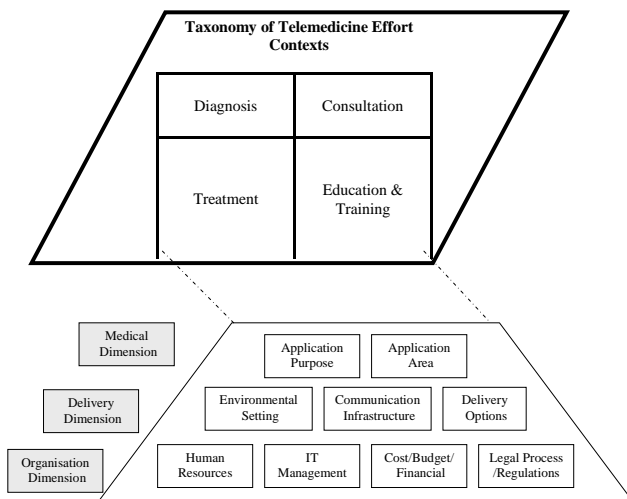 Taxonomy of Telemedicine Effort
Contexts
Diagnosis
Consultation
Treatment
Education &
Training
Medical
Dimension
Application
Purpose
Application
Area
Delivery
Dimension
Environmental
Setting
Communication
Infrastructure
Delivery
Options
Organisation
Dimension
Human
Resources
IT
Management
Cost/Budget/
Financial
Legal Process
/Regulations